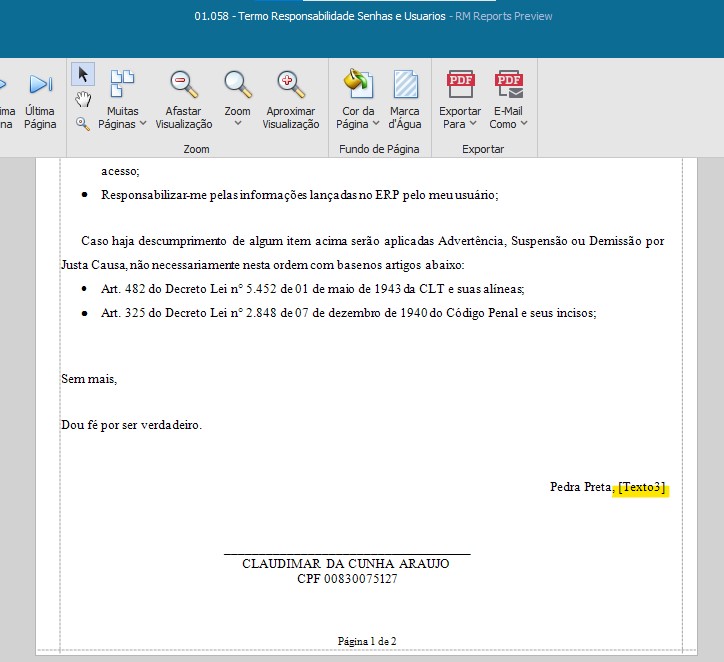 01.058 - Termo Responsabilidade Senhas e Usuarios - RM Reports Preview
ima
na
Última
Página
Muitas
Páginas
Afastar
Visualização
Zoom
Aproximar
Visualização
Cor da
Página
Marca
d'Água
PDF
Exportar
Para
PDF
E-Mail
Como
Zoom
Fundo de Página
Exportar
acesso;
• Responsabilizar-me pelas informações lançadas no ERP pelo meu usuário;
Caso haja descumprimento de algum item acima serão aplicadas Advertência, Suspensão ou Demissão por
Justa Causa, não necessariamente nesta ordem com base nos artigos abaixo:
• Art. 482 do Decreto Lei n° 5.452 de 01 de maio de 1943 da CLT e suas alíneas;
• Art. 325 do Decreto Lei n° 2.848 de 07 de dezembro de 1940 do Código Penal e seus incisos;
Sem mais,
Dou fé por ser verdadeiro.
Pedra Preta, [Texto3]
CLAUDIMAR DA CUNHA ARAUJO
CPF 00830075127
Página 1 de 2